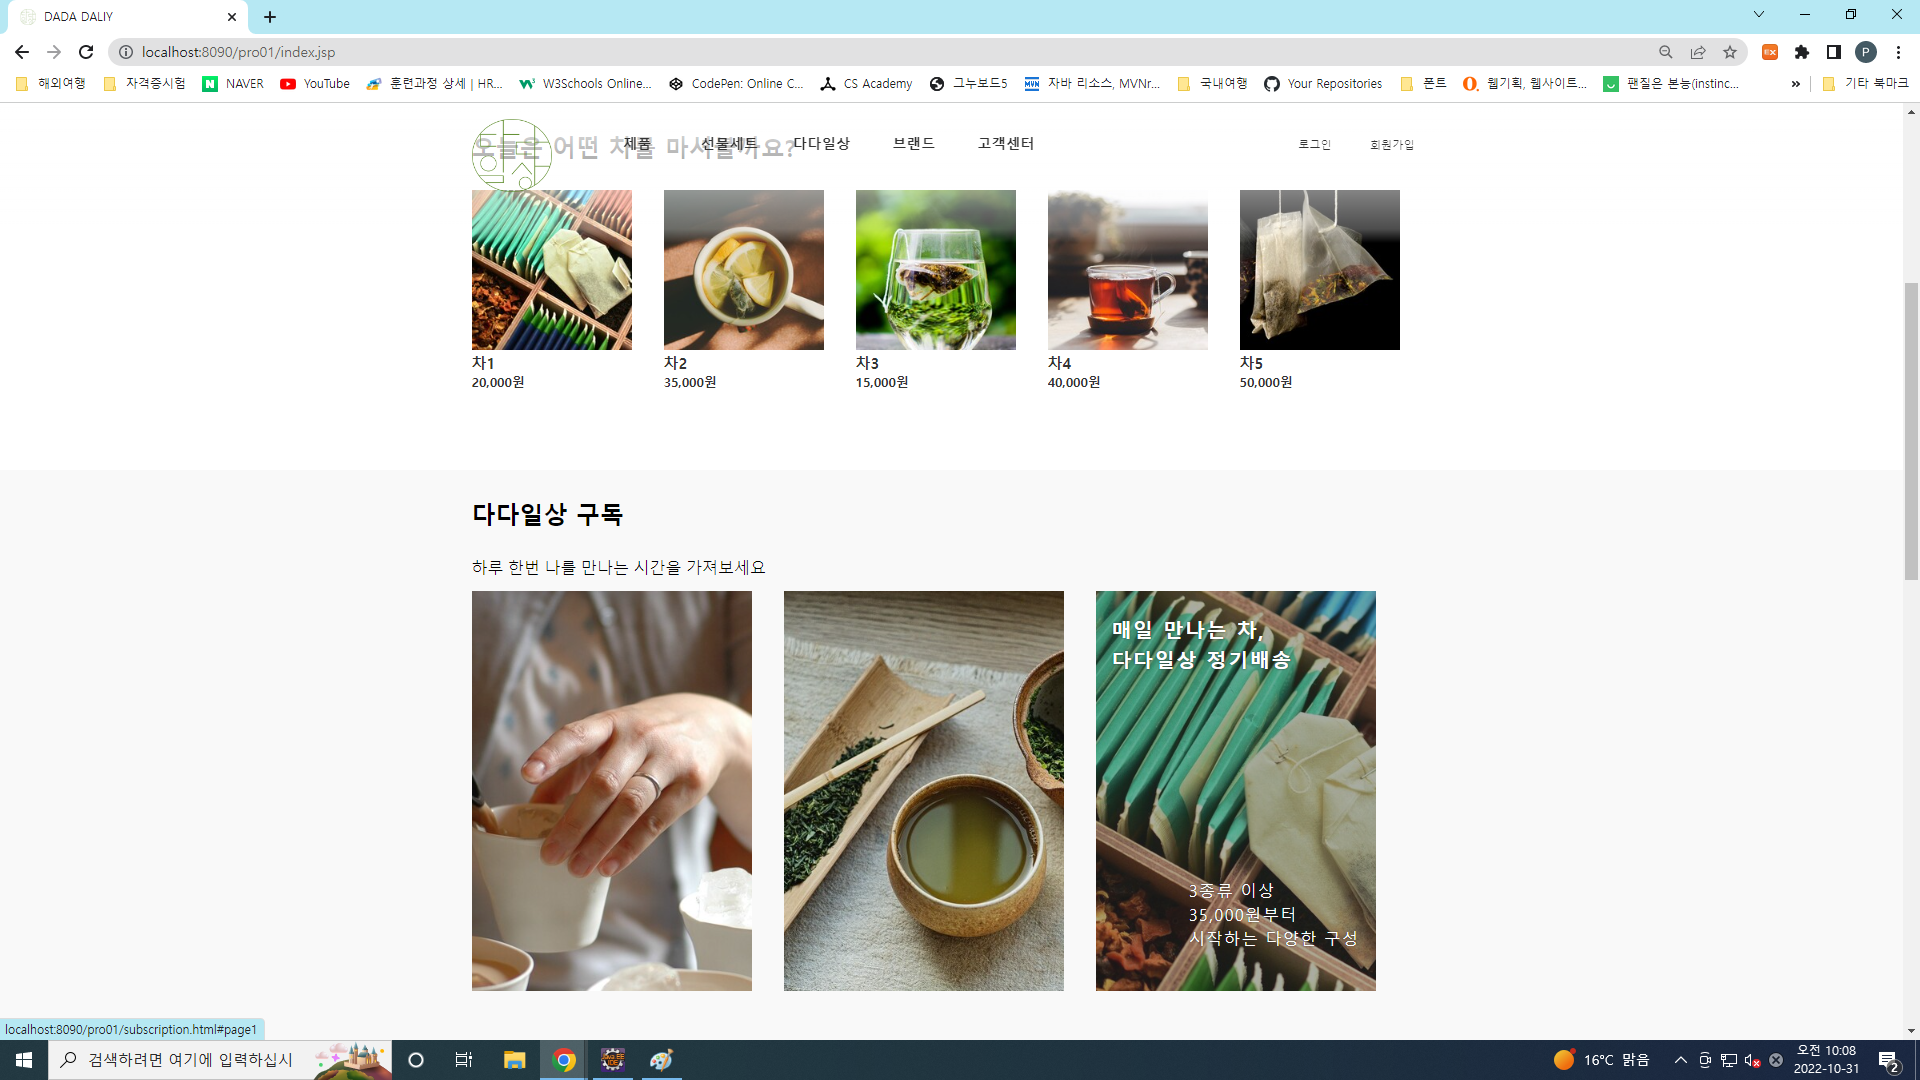 DADA DALIY
localhost:8090/pro01/index.jsp
EX
P
해외여행
자격증시험
N NAVER
YouTube
훈련과정 상세 | HR...
W3Schools Online...
CodePen: Online C...
CS Academy
그누보드5
MVN 자바 리소스, MVNr...
국내여행
Your Repositories
폰트
웹기획, 웹사이트...
팬질은 본능(instinc...
»
기타 북마크
다다일상
제품
선물세트
다다일상
브랜드
고객센터
로그인
회원가입
오늘은 어떤 차를 마셔볼까요?
차1
20,000원
차2
35,000원
차3
15,000원
차4
40,000원
차5
50,000원
다다일상 구독
하루 한번 나를 만나는 시간을 가져보세요
매일 만나는 차,
다다일상 정기배송
3종류 이상
35,000원부터
시작하는 다양한 구성
localhost:8090/pro01/subscription.html#page1
검색하려면 여기에 입력하십시
16°C 맑음
오전 10:08
2022-10-31
2